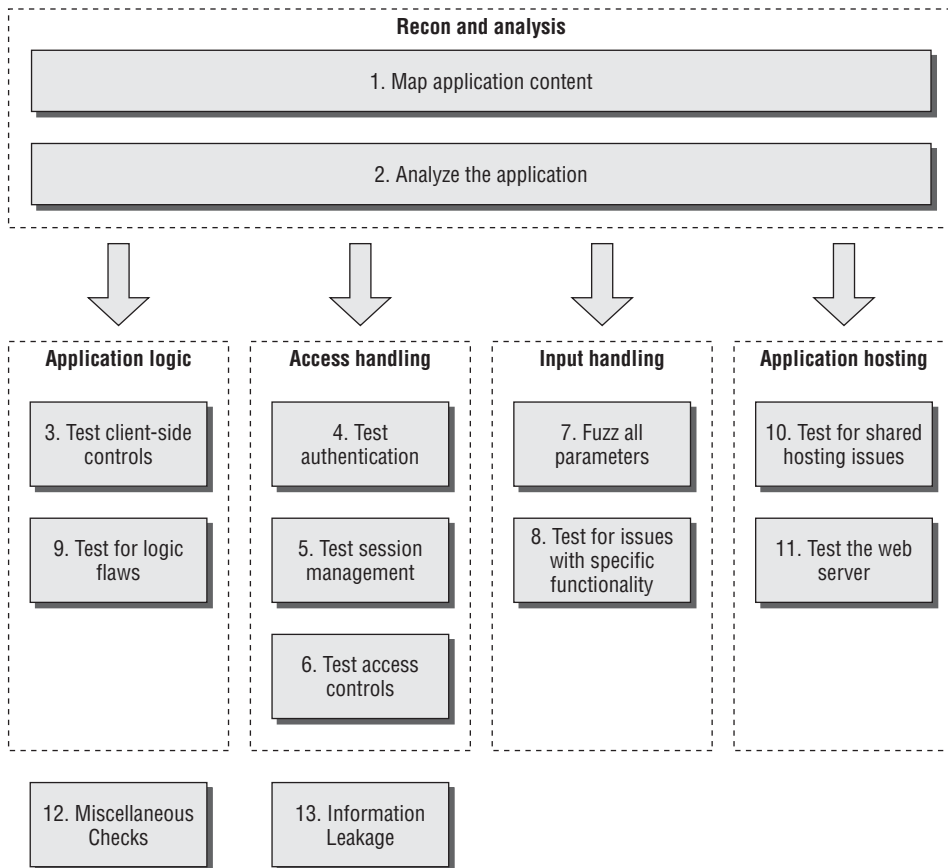 Recon and analysis
1. Map application content
2. Analyze the application
Application logic
3. Test client-side
controls
9. Test for logic
flaws
Access handling
4. Test
authentication
5. Test session
management
6. Test access
controls
Input handling
7. Fuzz all
parameters
8. Test for issues
with specific
functionality
Application hosting
10. Test for shared
hosting issues
11. Test the web
server
12. Miscellaneous
Checks
13. Information
Leakage